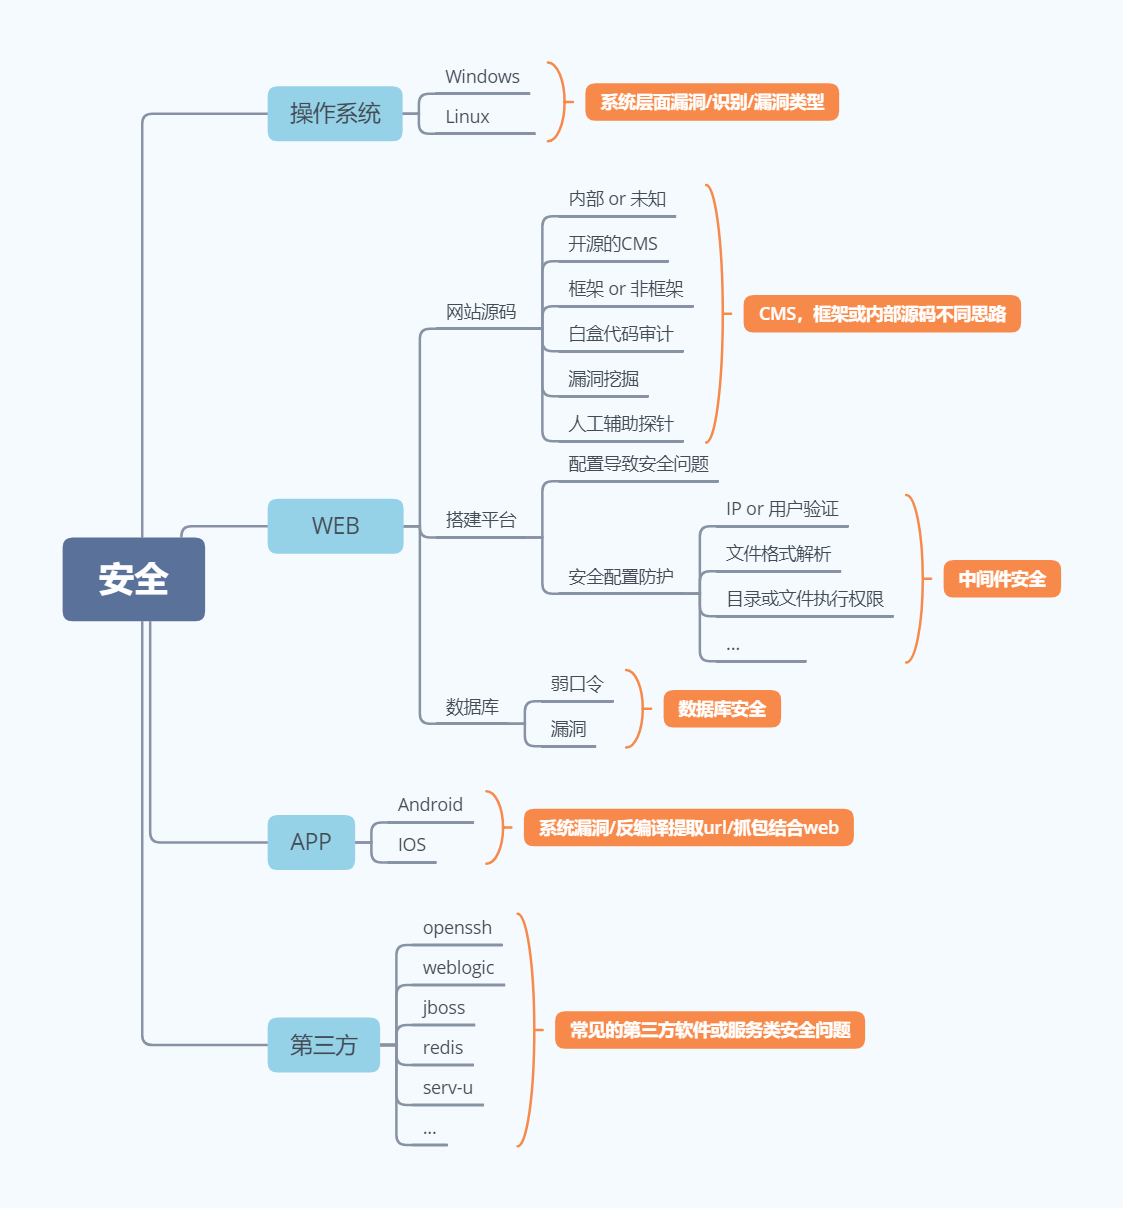 安全
操作系统
Windows
Linux
系统层面漏洞/识别/漏洞类型
WEB
网站源码
内部 or 未知
开源的CMS
框架 or 非框架
白盒代码审计
漏洞挖掘
人工辅助探针
CMS，框架或内部源码不同思路
搭建平台
配置导致安全问题
安全配置防护
IP or 用户验证
文件格式解析
目录或文件执行权限
...
中间件安全
数据库
弱口令
漏洞
数据库安全
APP
Android
IOS
系统漏洞/反编译提取url/抓包结合web
第三方
openssh
weblogic
jboss
redis
serv-u
...
常见的第三方软件或服务类安全问题